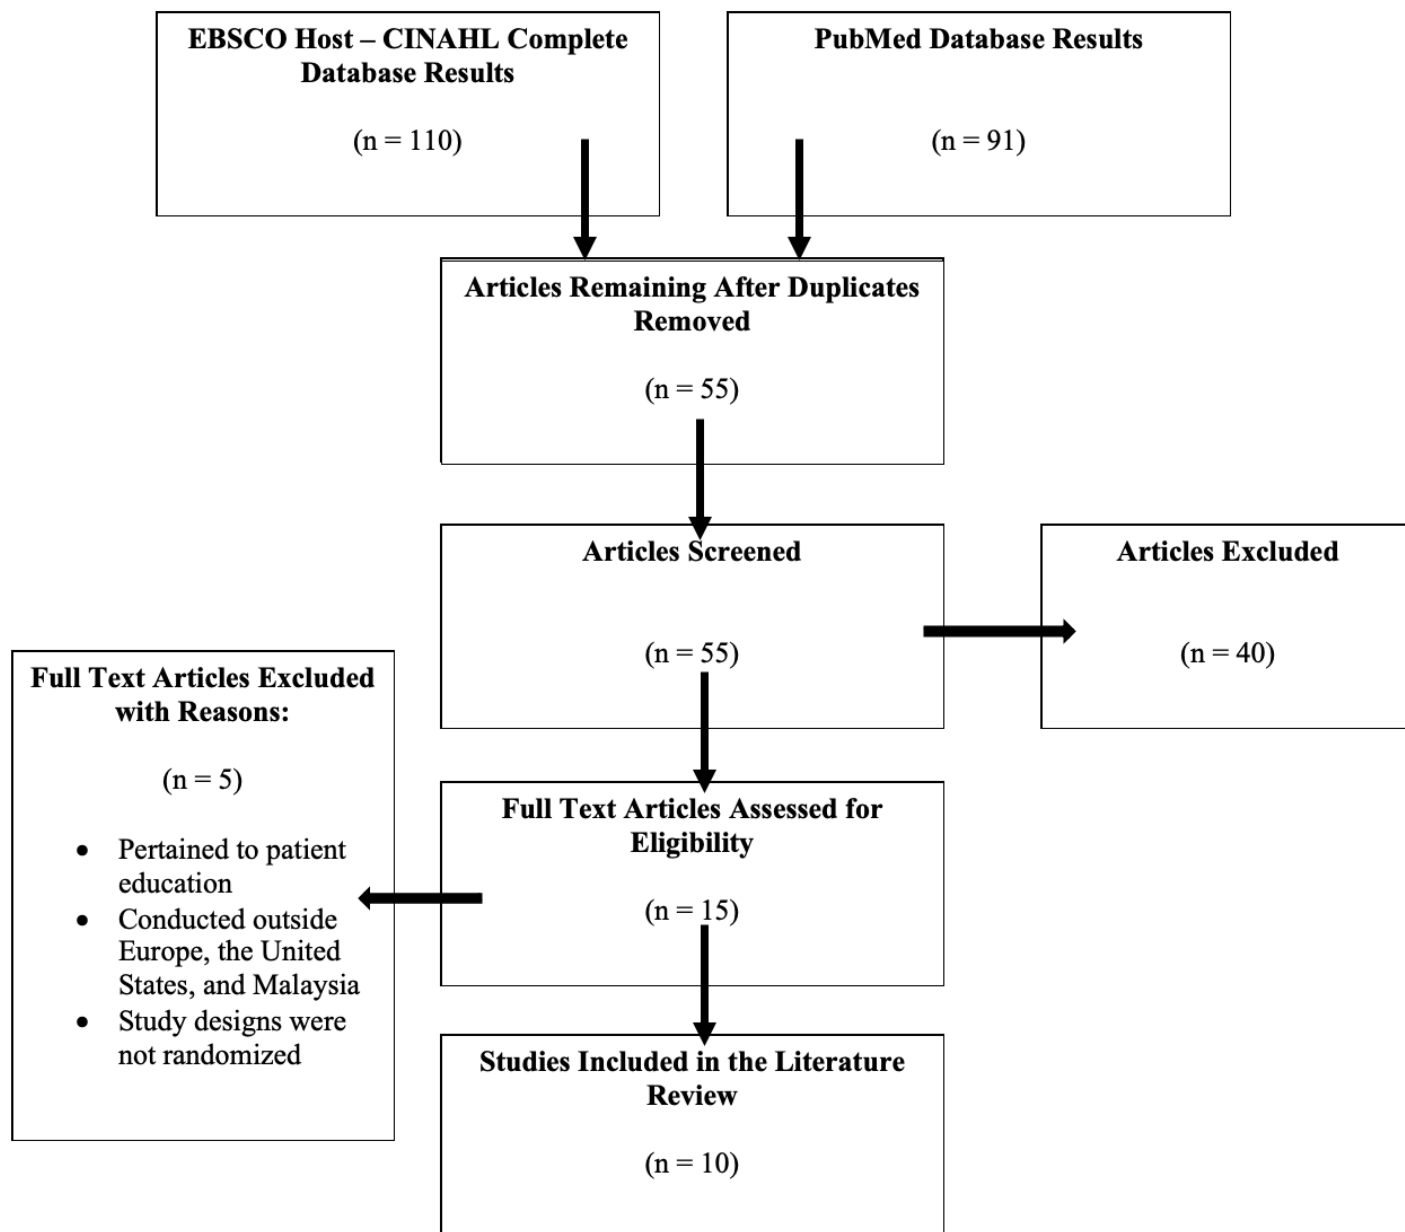 EBSCO Host – CINAHL Complete
Database Results
(n = 110)
PubMed Database Results
(n = 91)
Articles Remaining After Duplicates
Removed
(n = 55)
Articles Screened
(n = 55)
Articles Excluded
(n = 40)
Full Text Articles Excluded
with Reasons:
(n = 5)
• Pertained to patient
education
• Conducted outside
Europe, the United
States, and Malaysia
• Study designs were
not randomized
Full Text Articles Assessed for
Eligibility
(n = 15)
Studies Included in the Literature
Review
(n = 10)